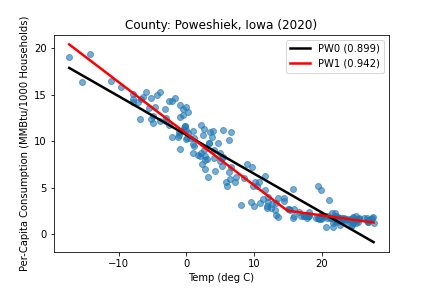 County: Poweshiek, Iowa (2020)
PW0 (0.899)
PW1 (0.942)
Per-Capita Consumption (MMBtu/1000 Households)
20
15
10
5
0
−10
0
10
20
Temp (deg C)